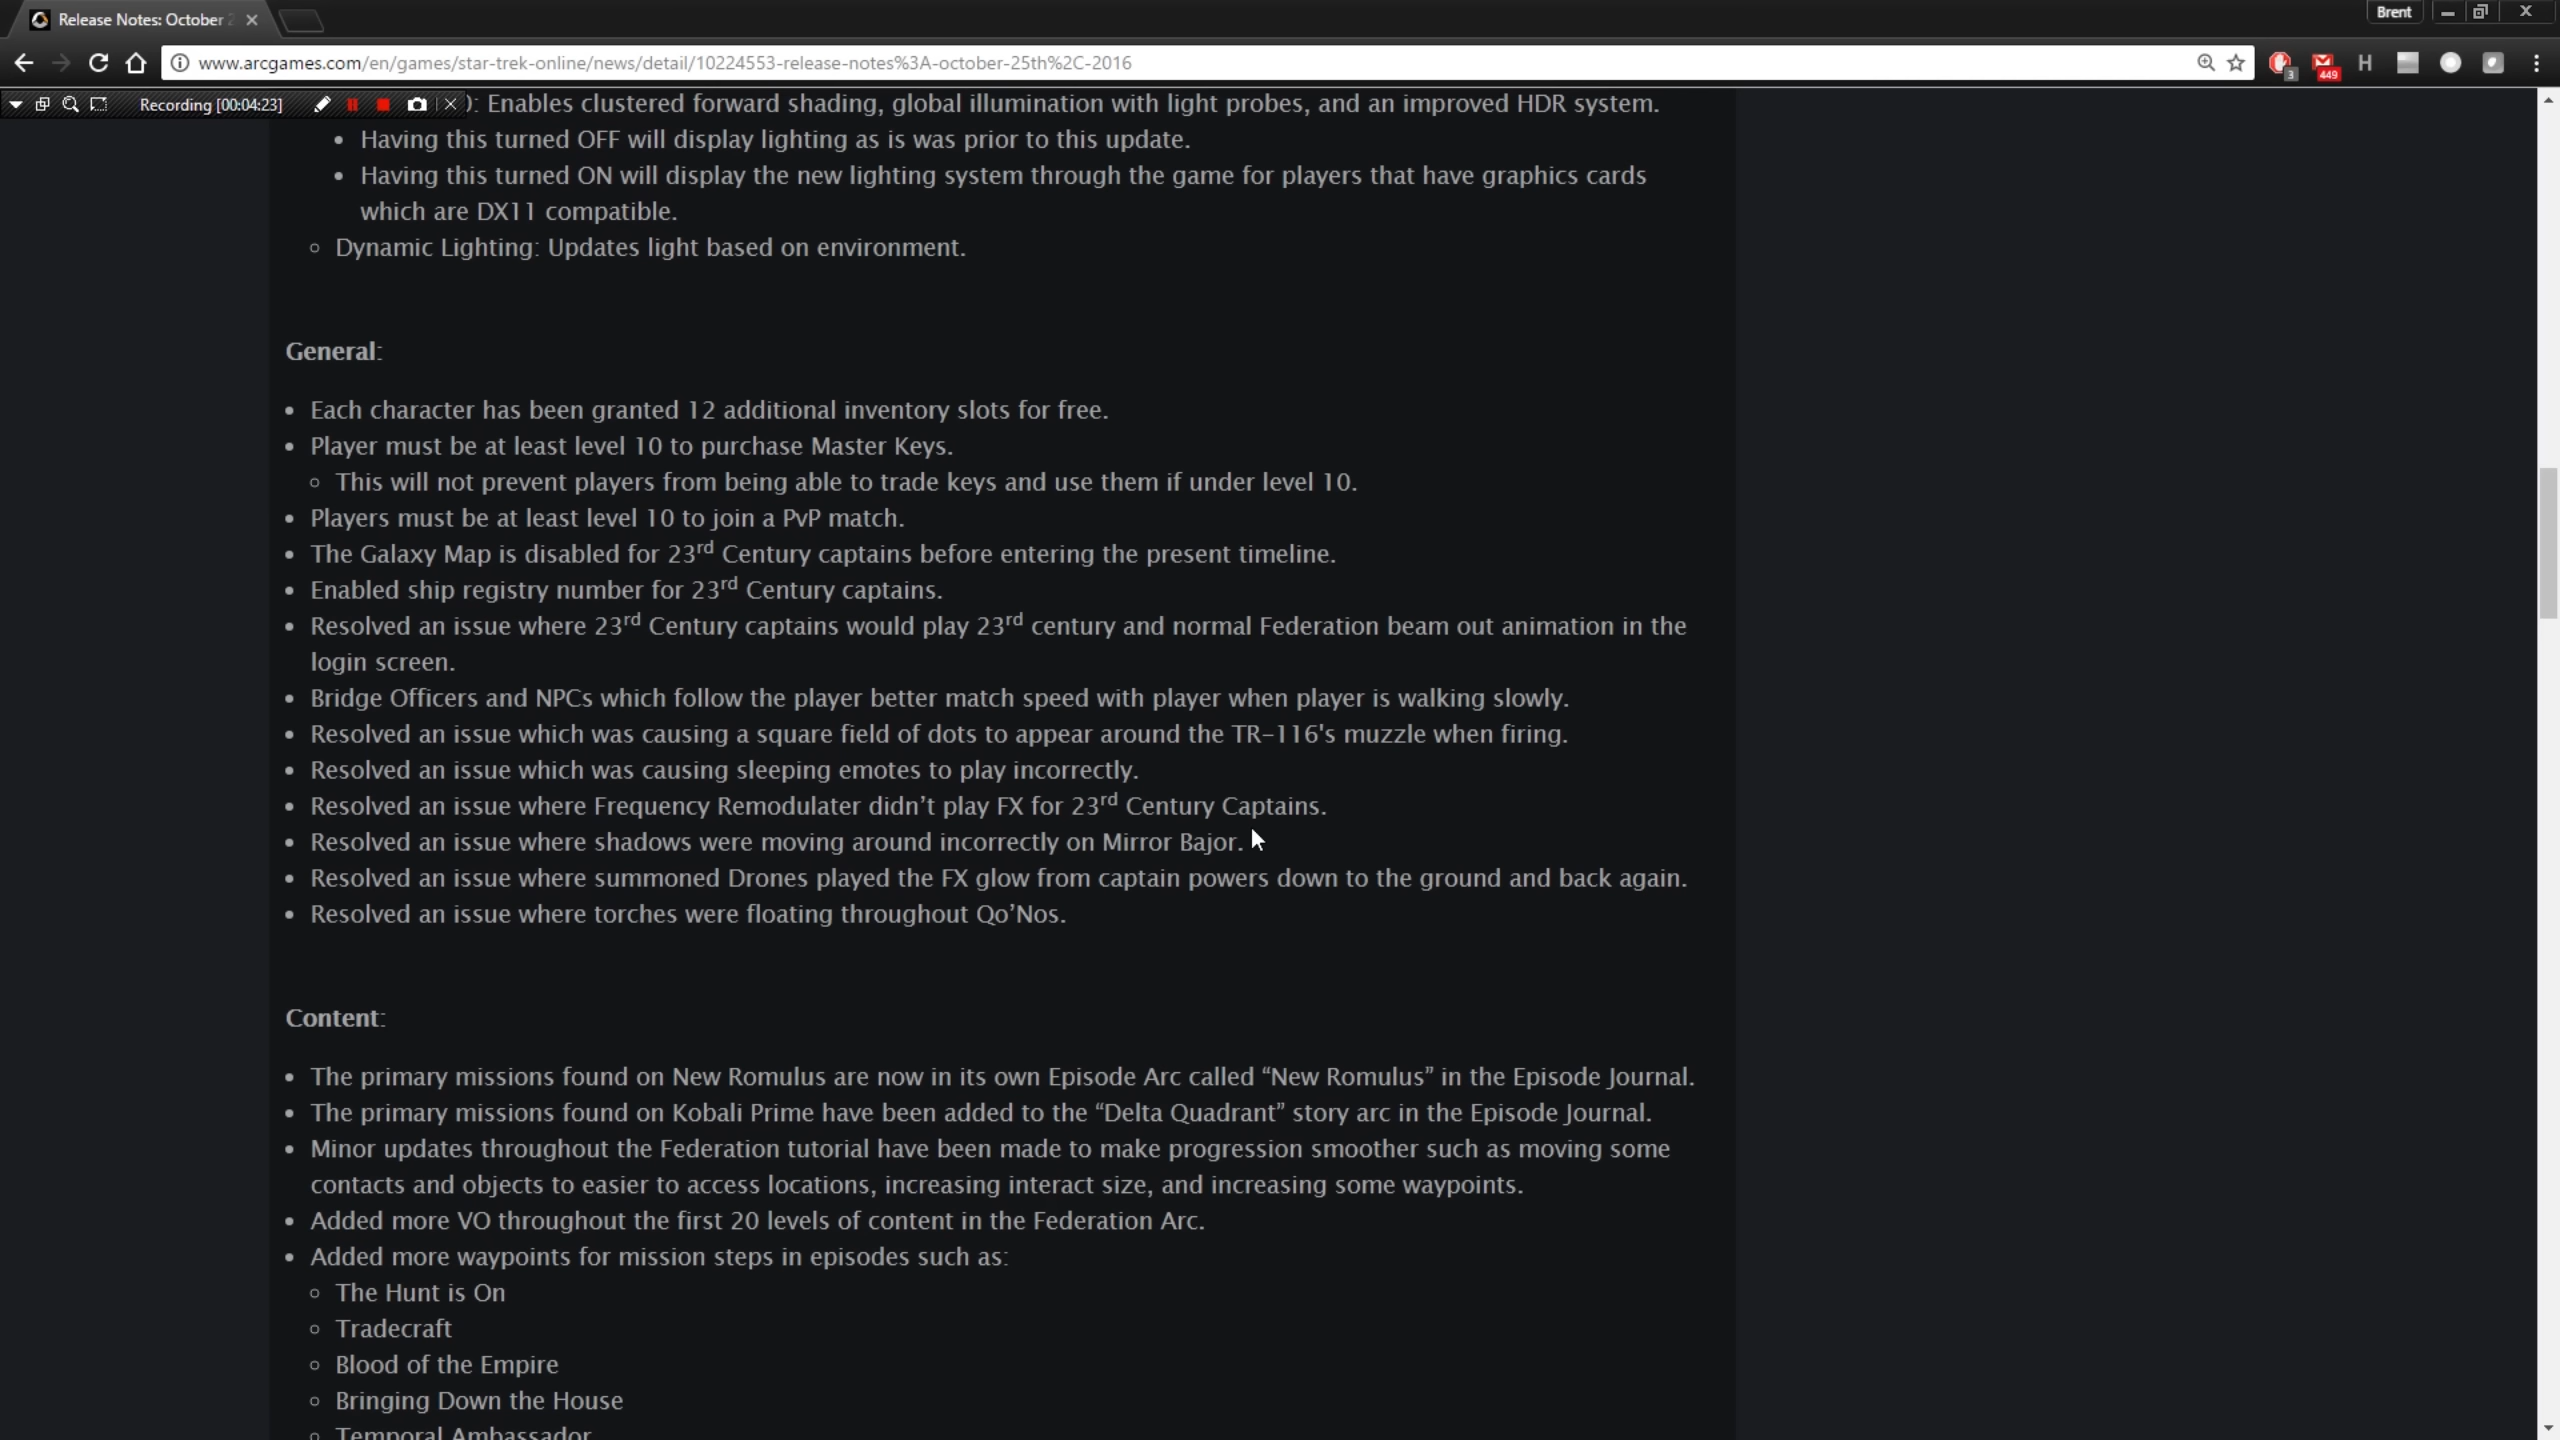 Release Notes: October 2
Brent
www.arcgames.com/en/games/star-trek-online/news/detail/10224553-release-notes%3A-october-25th%2C-2016
3
449
H
Recording [00:04:23]
): Enables clustered forward shading, global illumination with light probes, and an improved HDR system.
• Having this turned OFF will display lighting as is was prior to this update.
• Having this turned ON will display the new lighting system through the game for players that have graphics cards
which are DX11 compatible.
○ Dynamic Lighting: Updates light based on environment.
General:
• Each character has been granted 12 additional inventory slots for free.
• Player must be at least level 10 to purchase Master Keys.
○ This will not prevent players from being able to trade keys and use them if under level 10.
• Players must be at least level 10 to join a PvP match.
• The Galaxy Map is disabled for 23rd Century captains before entering the present timeline.
• Enabled ship registry number for 23rd Century captains.
• Resolved an issue where 23rd Century captains would play 23rd century and normal Federation beam out animation in the
login screen.
• Bridge Officers and NPCs which follow the player better match speed with player when player is walking slowly.
• Resolved an issue which was causing a square field of dots to appear around the TR-116's muzzle when firing.
• Resolved an issue which was causing sleeping emotes to play incorrectly.
• Resolved an issue where Frequency Remodulater didn’t play FX for 23rd Century Captains.
• Resolved an issue where shadows were moving around incorrectly on Mirror Bajor.
• Resolved an issue where summoned Drones played the FX glow from captain powers down to the ground and back again.
• Resolved an issue where torches were floating throughout Qo’Nos.
Content:
• The primary missions found on New Romulus are now in its own Episode Arc called “New Romulus” in the Episode Journal.
• The primary missions found on Kobali Prime have been added to the “Delta Quadrant” story arc in the Episode Journal.
• Minor updates throughout the Federation tutorial have been made to make progression smoother such as moving some
contacts and objects to easier to access locations, increasing interact size, and increasing some waypoints.
• Added more VO throughout the first 20 levels of content in the Federation Arc.
• Added more waypoints for mission steps in episodes such as:
○ The Hunt is On
○ Tradecraft
○ Blood of the Empire
○ Bringing Down the House
○ Temporal Ambassador